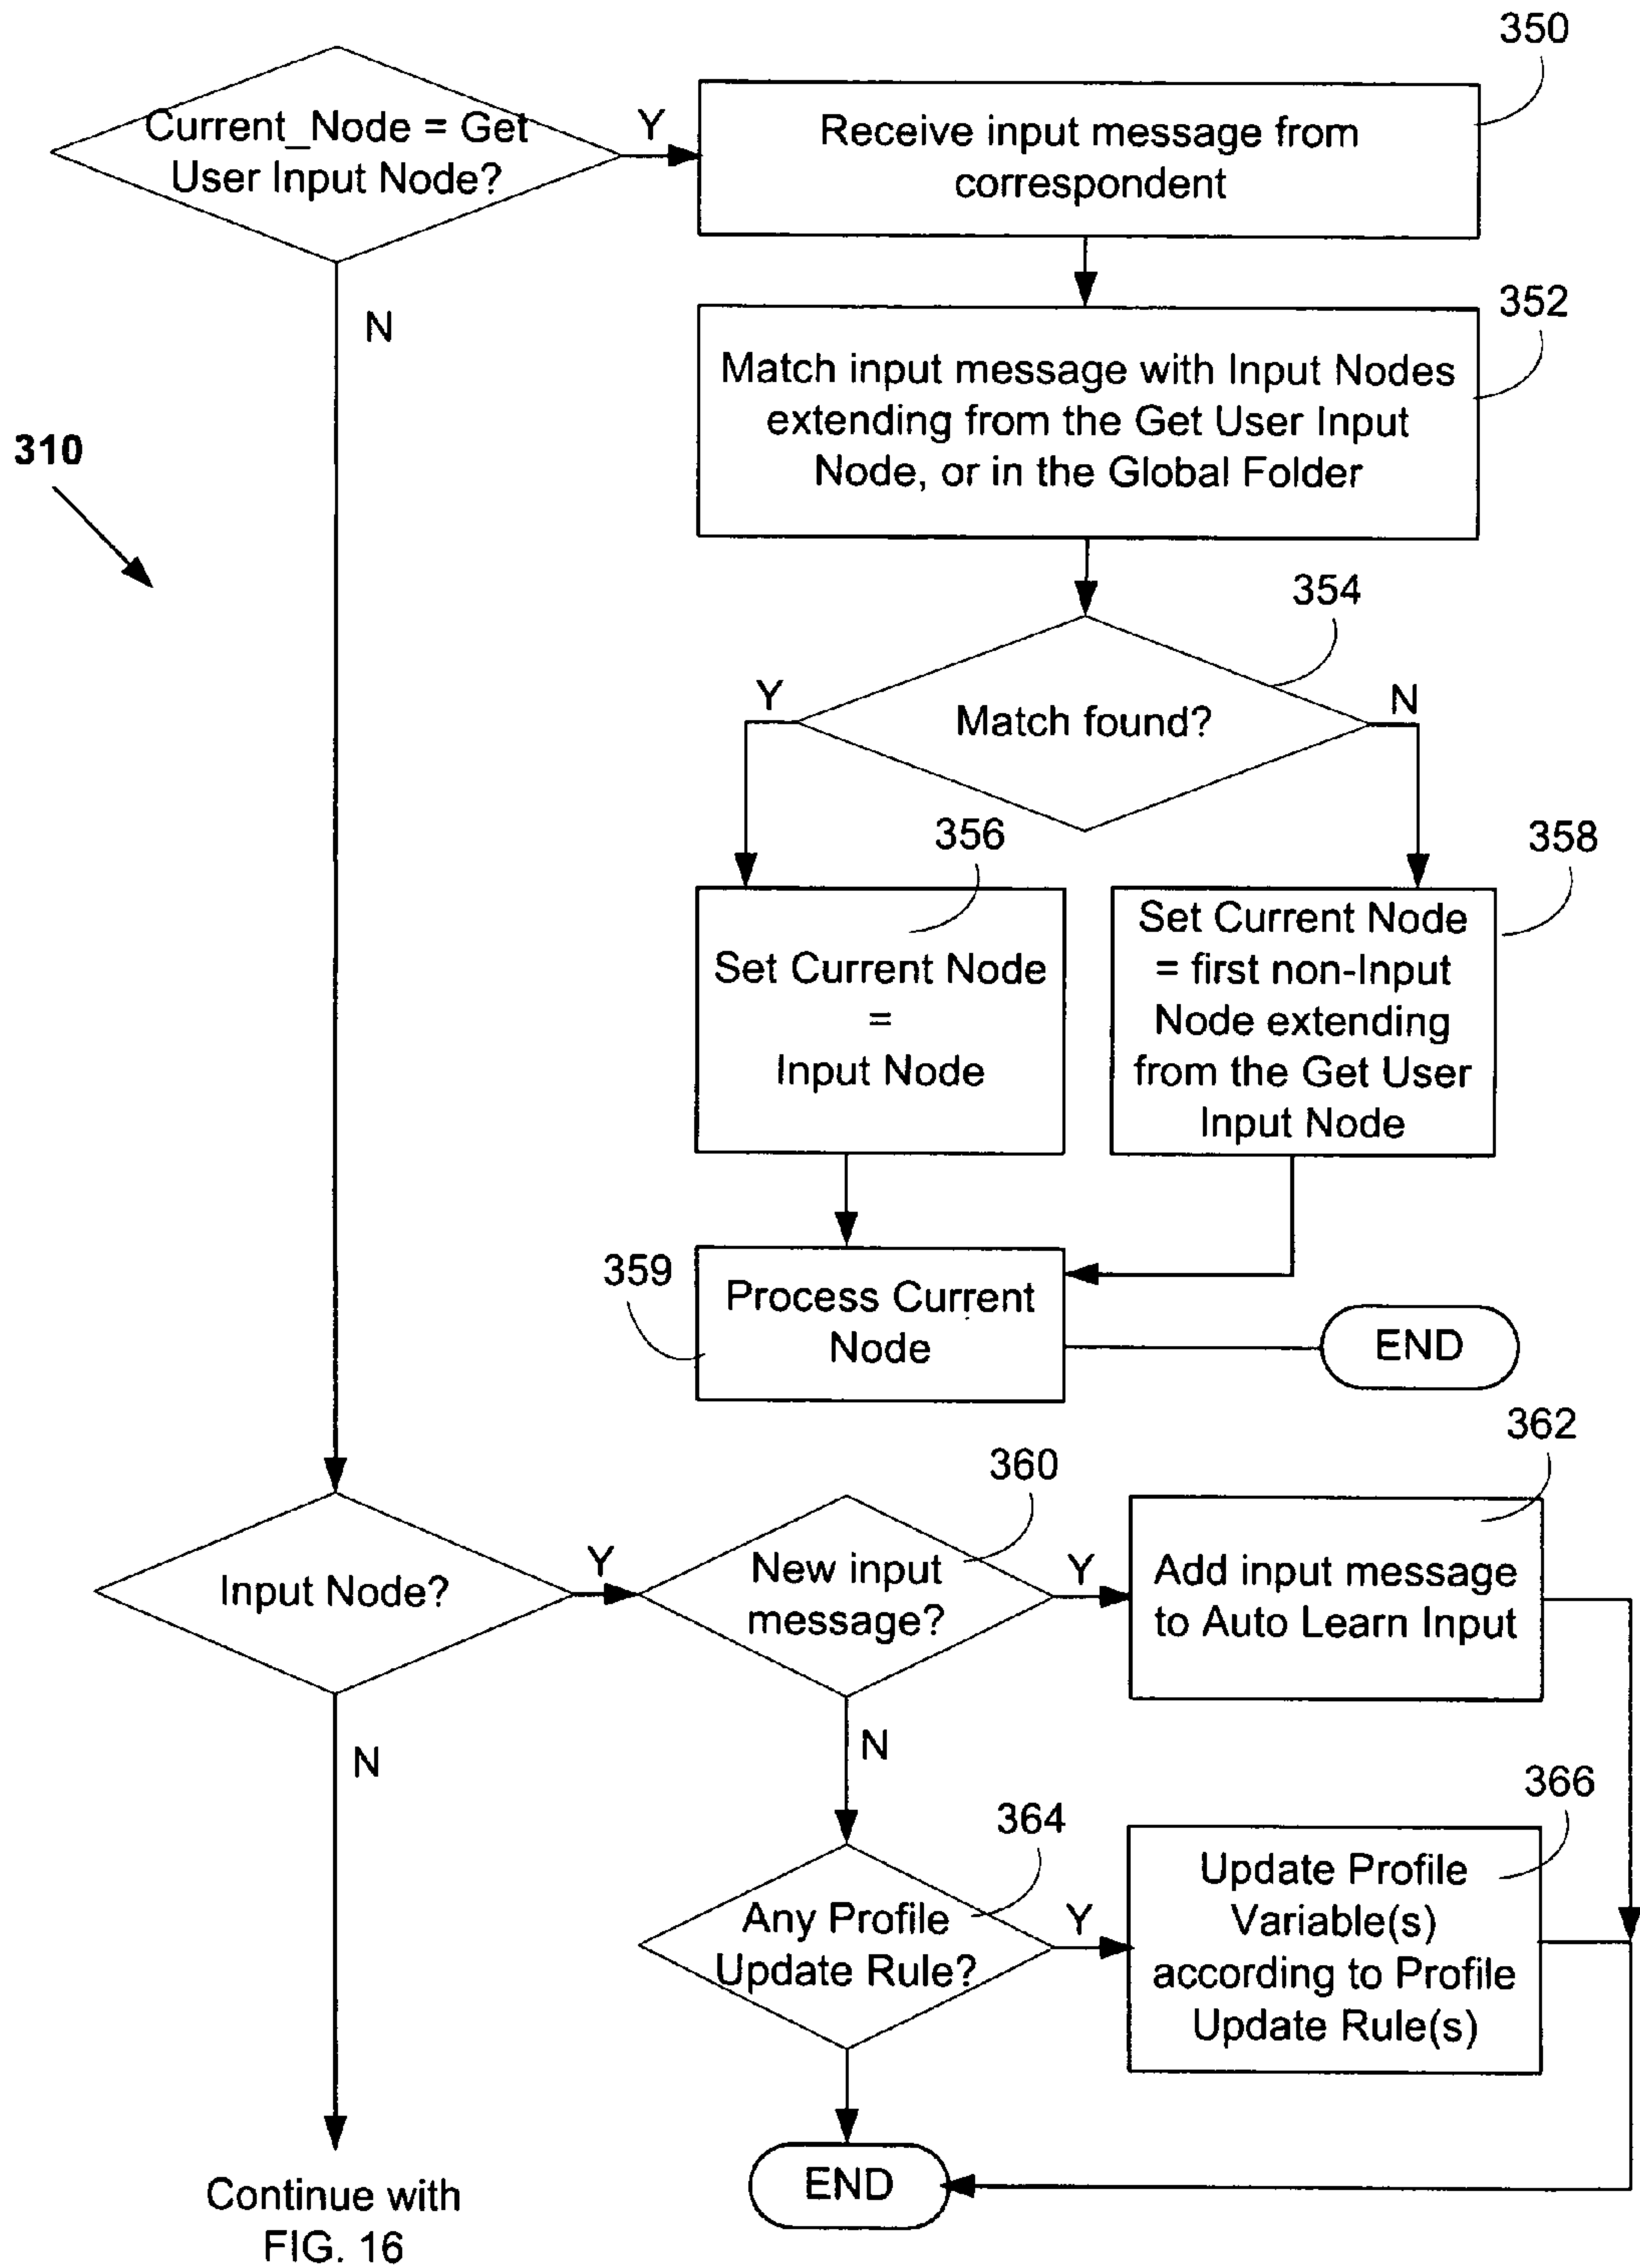 350
Current_Node = Get
User Input Node?
Y
Receive input message from
correspondent
N
352
Match input message with Input Nodes
extending from the Get User Input
Node, or in the Global Folder
310
354
Y
Match found?
N
356
358
Set Current Node
=
Input Node
Set Current Node
= first non-Input
Node extending
from the Get User
Input Node
359
Process Current
Node
END
362
360
Input Node?
Y
New input
message?
Y
Add input message
to Auto Learn Input
N
N
366
364
Any Profile
Update Rule?
Y
Update Profile
Variable(s)
according to Profile
Update Rule(s)
END
Continue with
FIG. 16